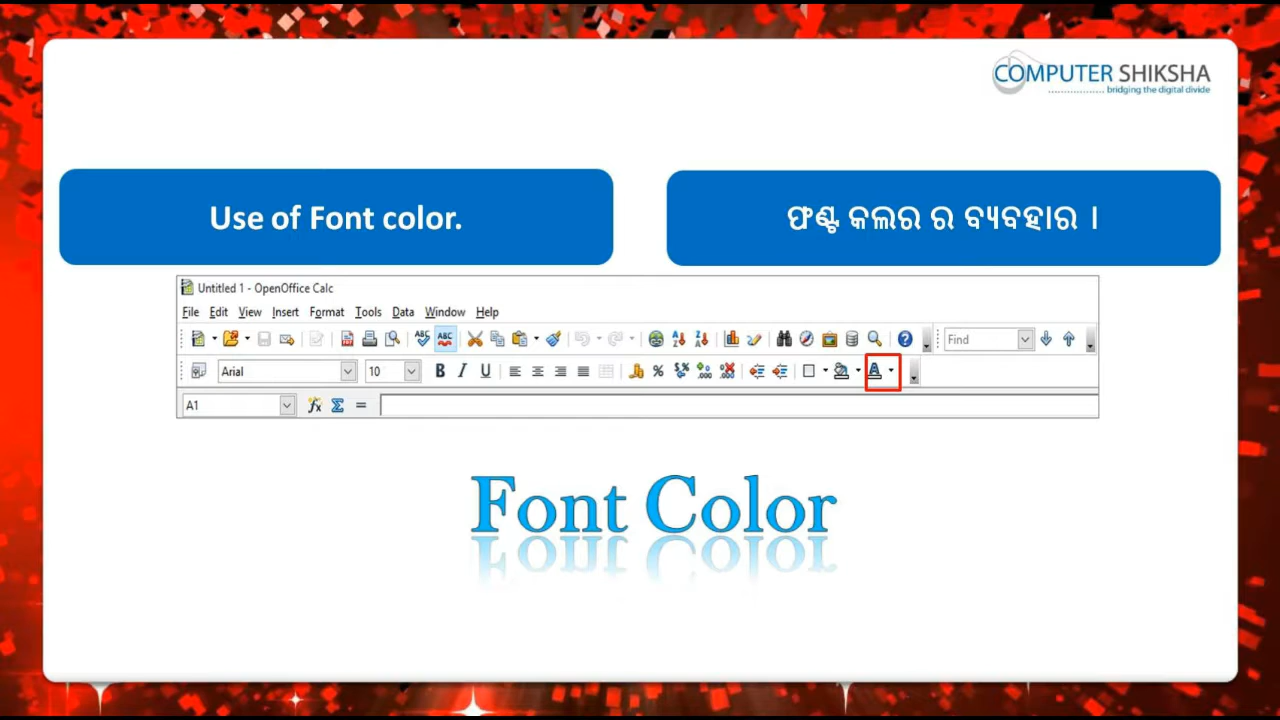 COMPUTER SHIKSHA
bridging the digital divide
Use of Font color.
ଫଣ୍ଟ କଲର ର ବ୍ୟବହାର ।
Untitled 1 - OpenOffice Calc
File Edit View Insert Format Tools Data Window Help
Find
Arial 10
A1
Font Color